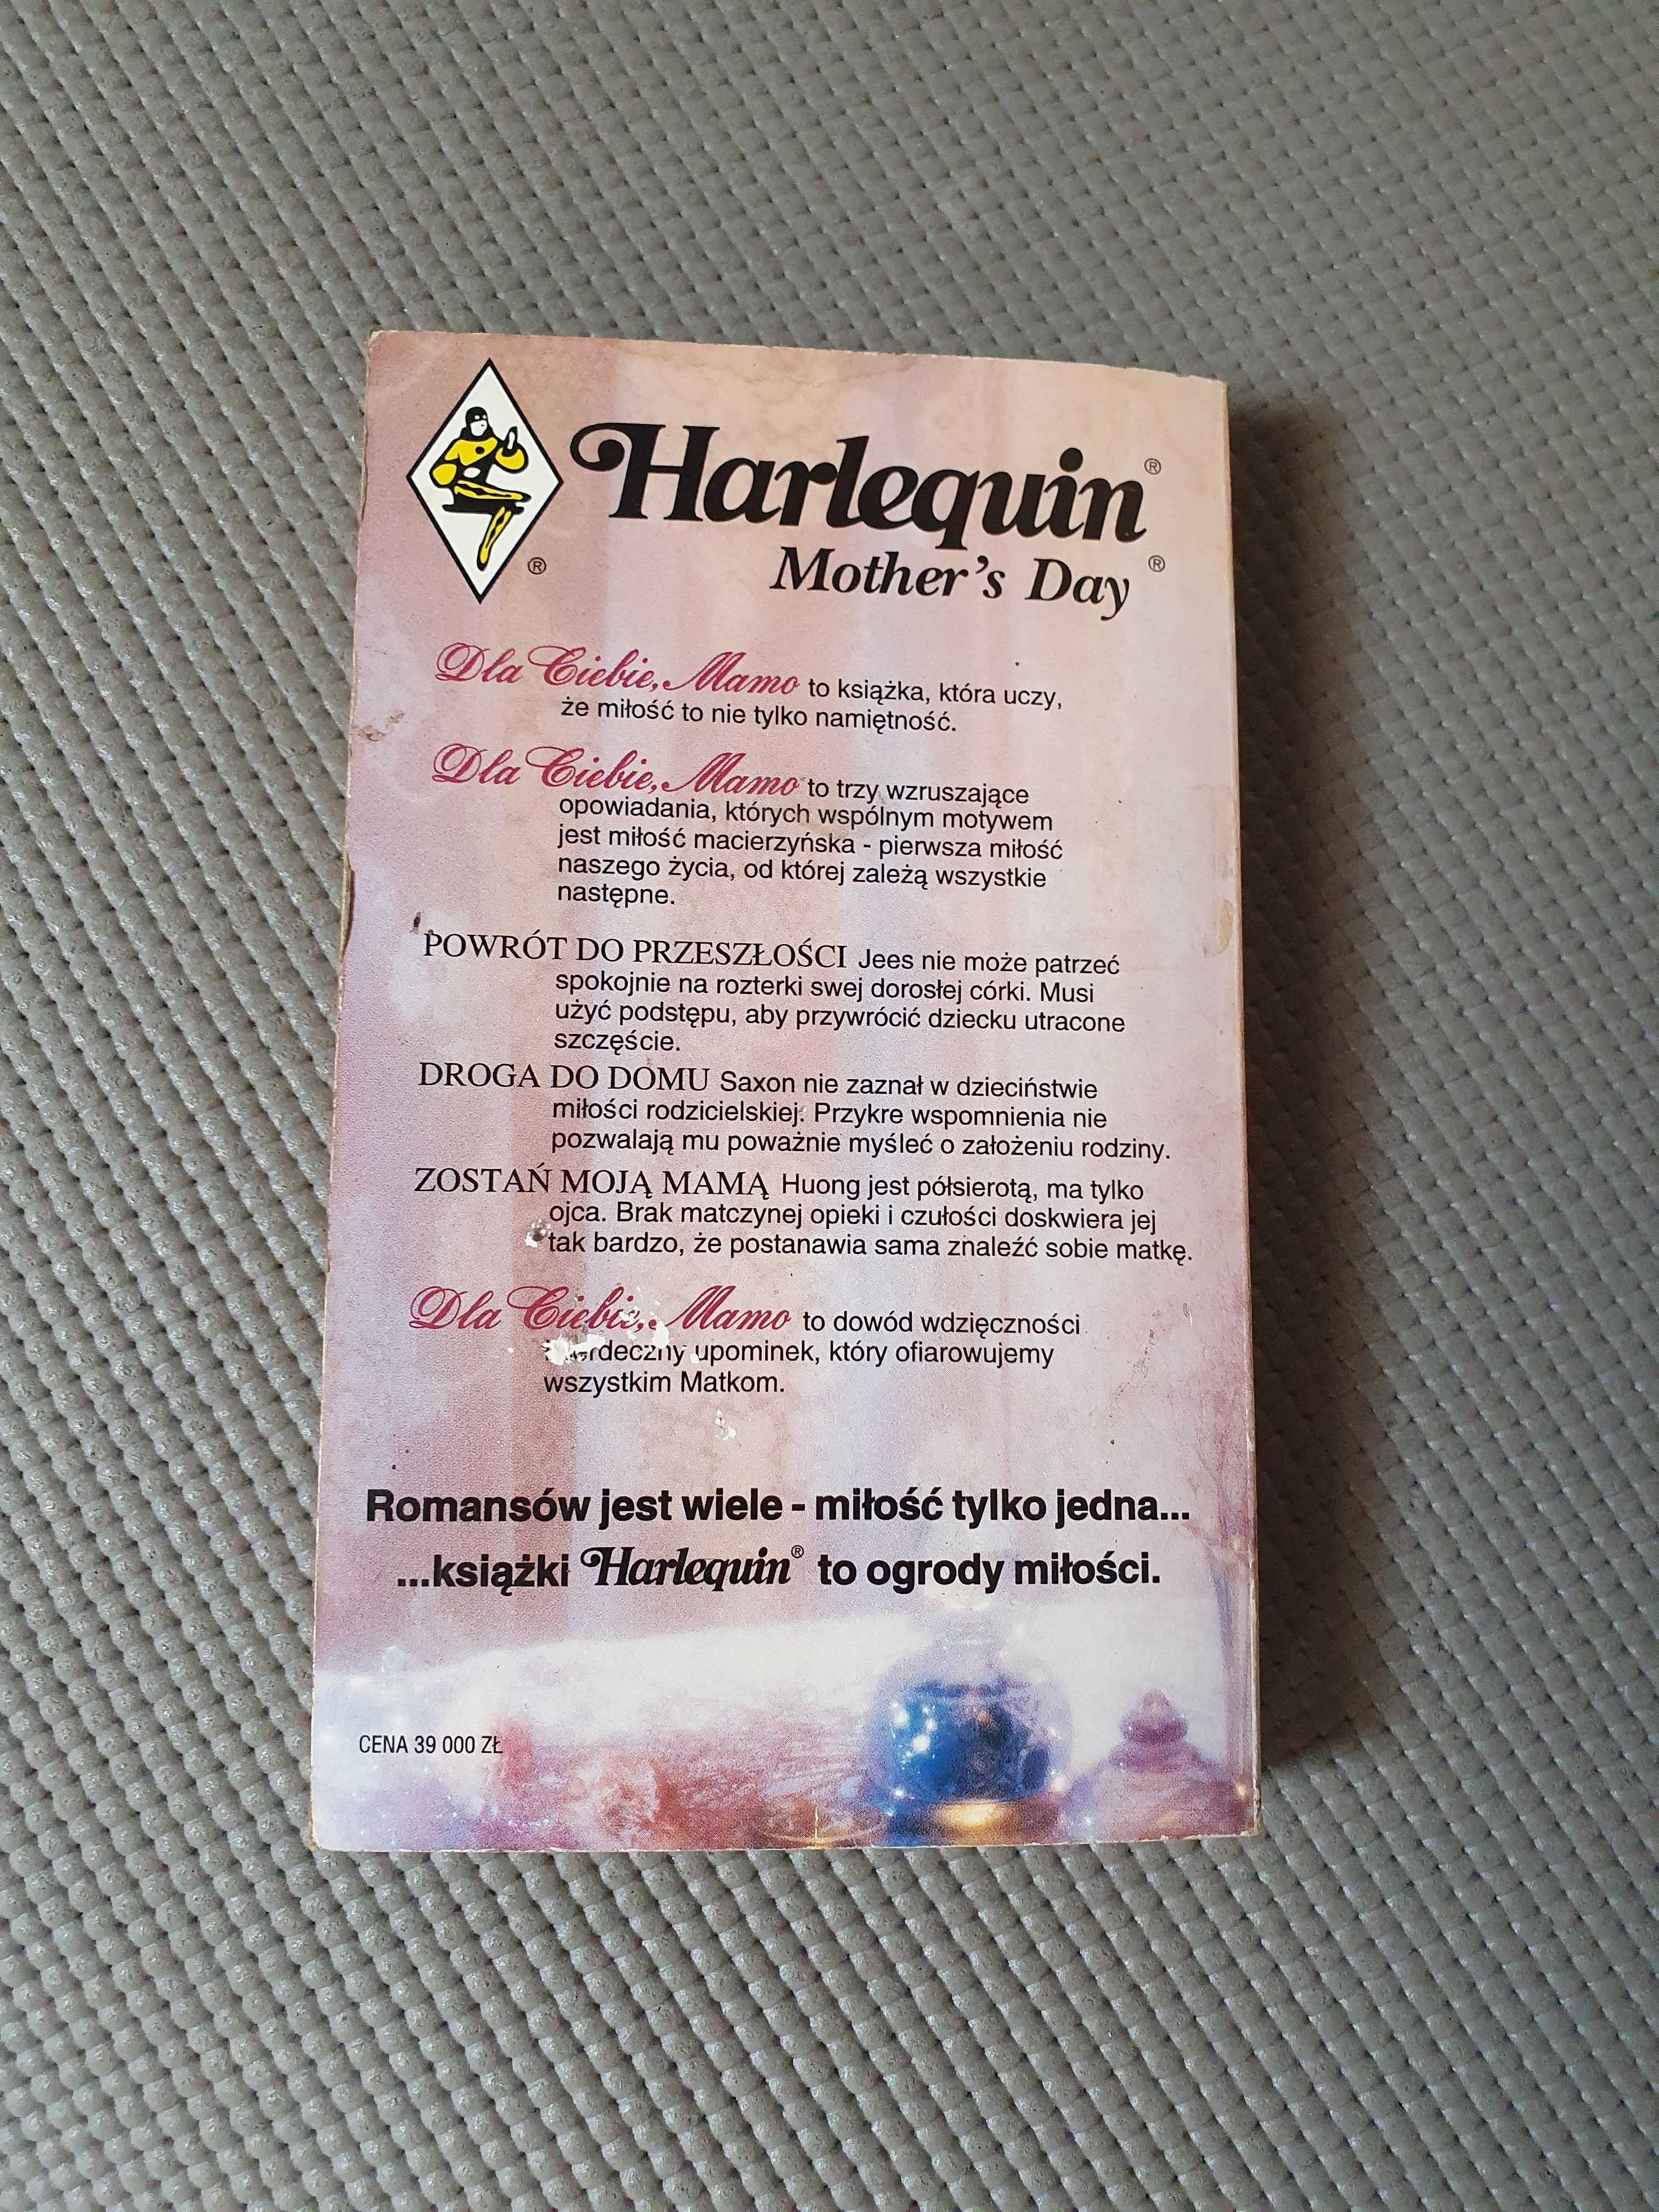 Harlequin®
Mother's Day ®
®
Dla Ciebie, Mamo to książka, która uczy,
że miłość to nie tylko namiętność.
Dla Ciebie, Mamo to trzy wzruszające
opowiadania, których wspólnym motywem
jest miłość macierzyńska - pierwsza miłość
naszego życia, od której zależą wszystkie
następne.
POWRÓT DO PRZESZŁOŚCI Jees nie może patrzeć
spokojnie na rozterki swej dorosłej córki. Musi
użyć podstępu, aby przywrócić dziecku utracone
szczęście.
DROGA DO DOMU Saxon nie zaznał w dzieciństwie
miłości rodzicielskiej. Przykre wspomnienia nie
pozwalają mu poważnie myśleć o założeniu rodziny.
ZOSTAŃ MOJĄ MAMĄ Huong jest półsierotą, ma tylko
ojca. Brak matczynej opieki i czułości doskwiera jej
tak bardzo, że postanawia sama znaleźć sobie matkę.
Dla Ciebie, Mamo to dowód wdzięczności
upominek, który ofiarowujemy
wszystkim Matkom.
Romansów jest wiele - miłość tylko jedna...
...książki Harlequin® to ogrody miłości.
CENA 39 000 ZŁ